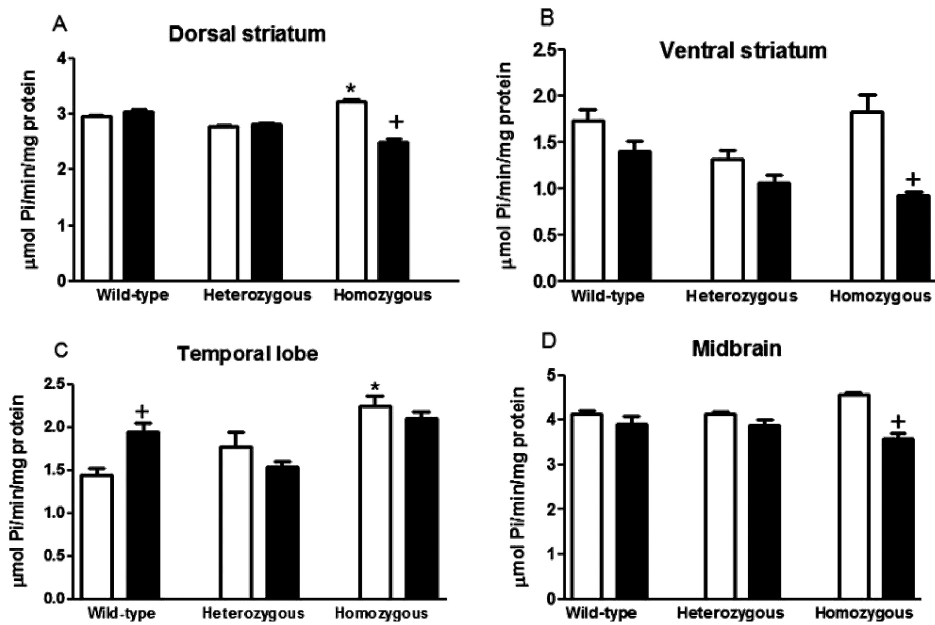 A
Dorsal striatum
µmol Pi/min/mg protein
4
3
2
1
0
*
+
Wild-type Heterozygous Homozygous
B
Ventral striatum
µmol Pi/min/mg protein
2.5
2.0
1.5
1.0
0.5
0.0
+
Wild-type Heterozygous Homozygous
C
Temporal lobe
µmol Pi/min/mg protein
2.5
2.0
1.5
1.0
0.5
0.0
+
*
Wild-type Heterozygous Homozygous
D
Midbrain
µmol Pi/min/mg protein
5
4
3
2
1
0
+
Wild-type Heterozygous Homozygous